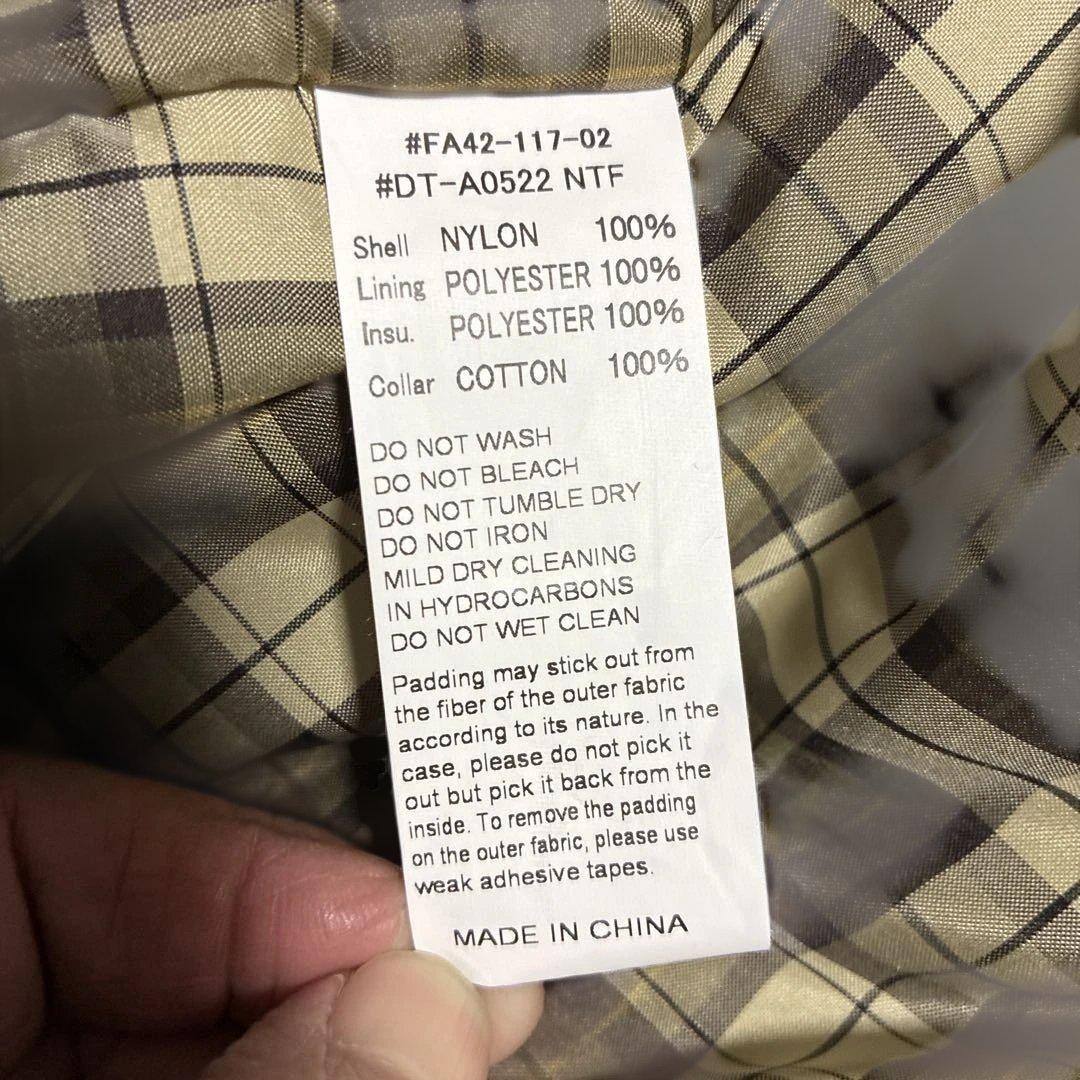 #FA42-117-02
#DT-A0522 NTF
Shell NYLON 100%
Lining POLYESTER 100%
Insu. POLYESTER 100%
Collar COTTON 100%
DO NOT WASH
DO NOT BLEACH
DO NOT TUMBLE DRY
DO NOT IRON
MILD DRY CLEANING
IN HYDROCARBONS
DO NOT WET CLEAN
Padding may stick out from
the fiber of the outer fabric
according to its nature. In the
case, please do not pick it
out but pick it back from the
inside. To remove the padding
on the outer fabric, please use
weak adhesive tapes.
MADE IN CHINA